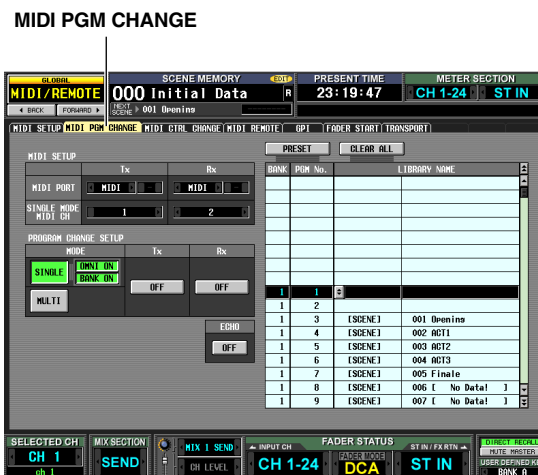 MIDI PGM CHANGE
GLOBAL
MIDI/REMOTE
BACK FORWARD
SCENE MEMORY EDIT
000 Initial Data R
NEXT SCENE 001 Opening
PRESENT TIME
23:19:47
METER SECTION
CH 1-24 ST IN
MIDI SETUP MIDI PGM CHANGE MIDI CTRL CHANGE MIDI REMOTE GPI FADER START TRANSPORT
MIDI SETUP
Tx Rx
MIDI PORT MIDI - MIDI -
SINGLE MODE MIDI CH 1 2
PROGRAM CHANGE SETUP
MODE Tx Rx
SINGLE OMNI ON BANK ON
OFF OFF
MULTI
ECHO
OFF
PRESET CLEAR ALL
BANK PGM No. LIBRARY NAME
1 1
1 2
1 3 [SCENE] 001 Opening
1 4 [SCENE] 002 ACT1
1 5 [SCENE] 003 ACT2
1 6 [SCENE] 004 ACT3
1 7 [SCENE] 005 Finale
1 8 [SCENE] 006 [ No Data! ]
1 9 [SCENE] 007 [ No Data! ]
SELECTED CH
CH 1
ch 1
MIX SECTION
SEND
MIX 1 SEND
CH LEVEL
INPUT CH FADER STATUS ST IN / FX RTN
CH 1-24 FADER MODE DCA ST IN
DIRECT RECALL
MUTE MASTER
USER DEFINED KE
BANK A